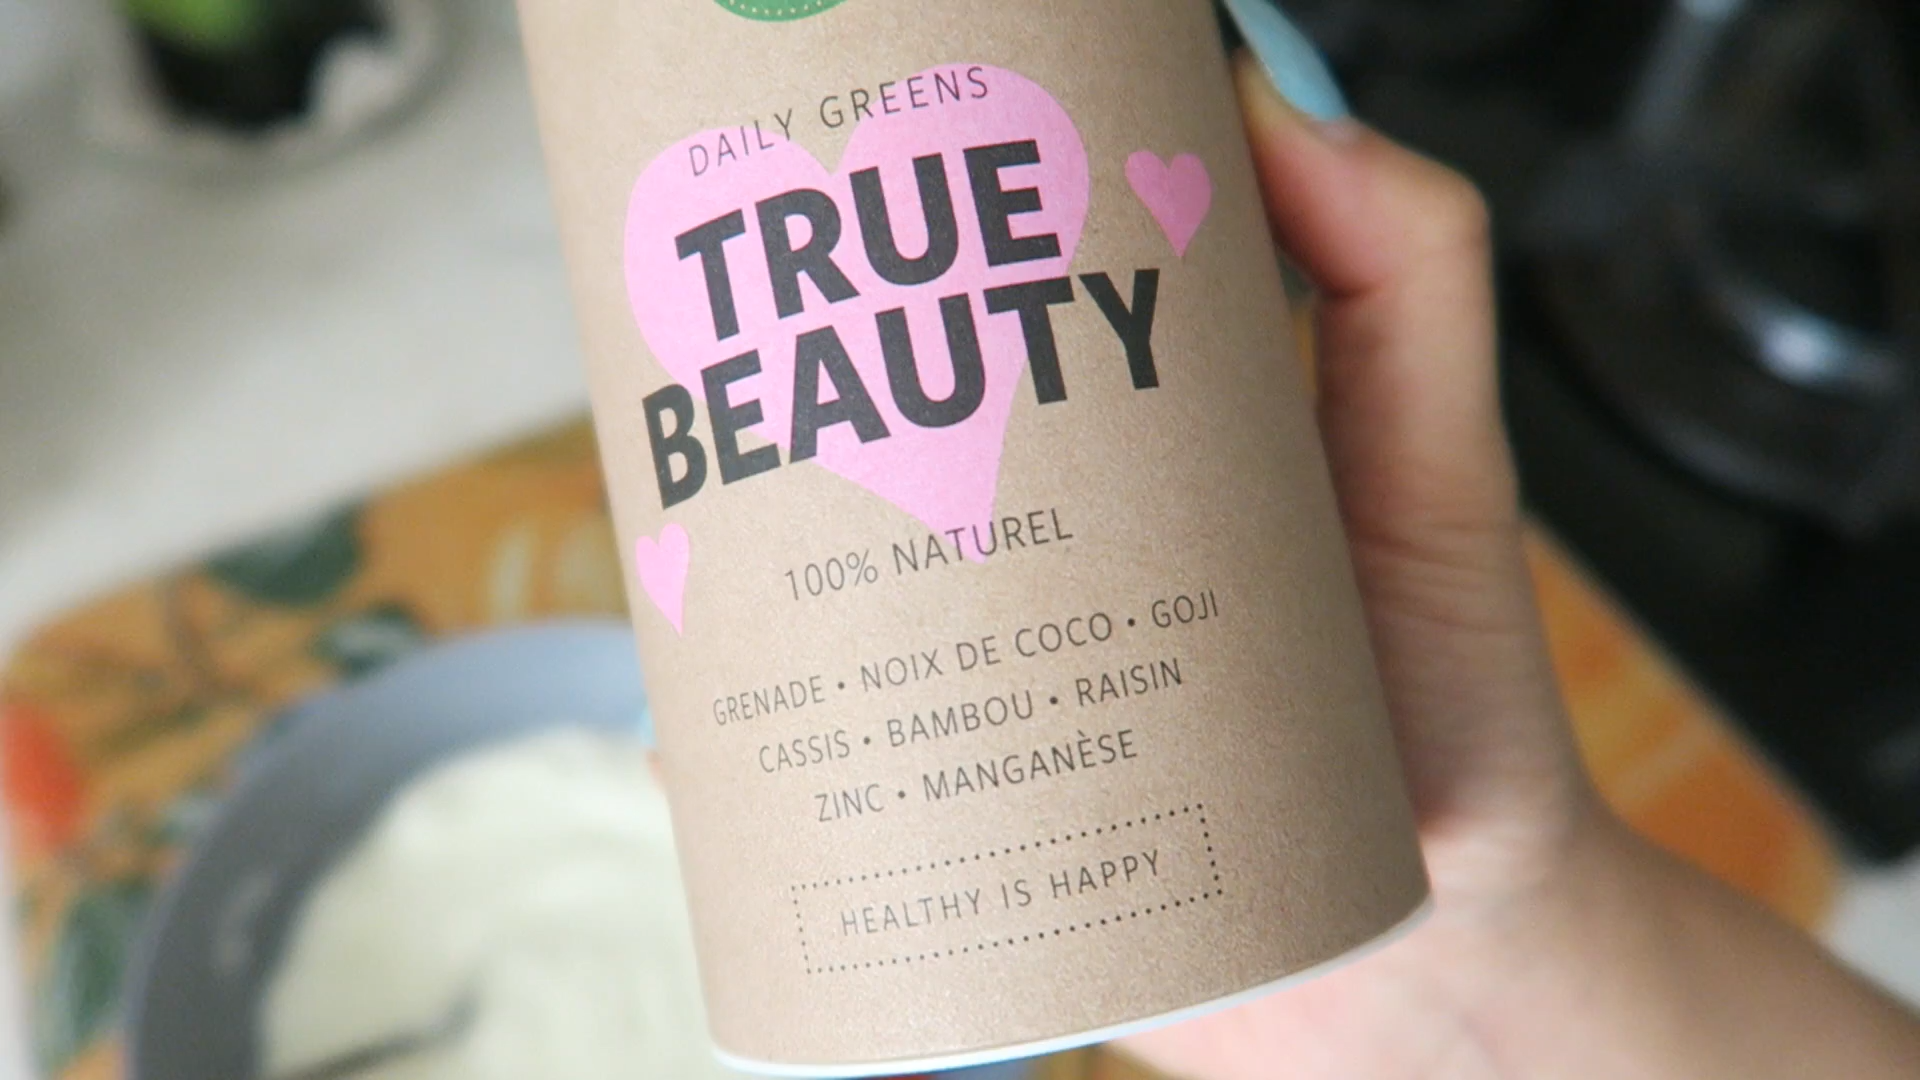 DAILY GREENS
TRUE
BEAUTY
100% NATUREL
GRENADE • NOIX DE COCO • GOJI
CASSIS • BAMBOU • RAISIN
ZINC • MANGANÈSE
HEALTHY IS HAPPY